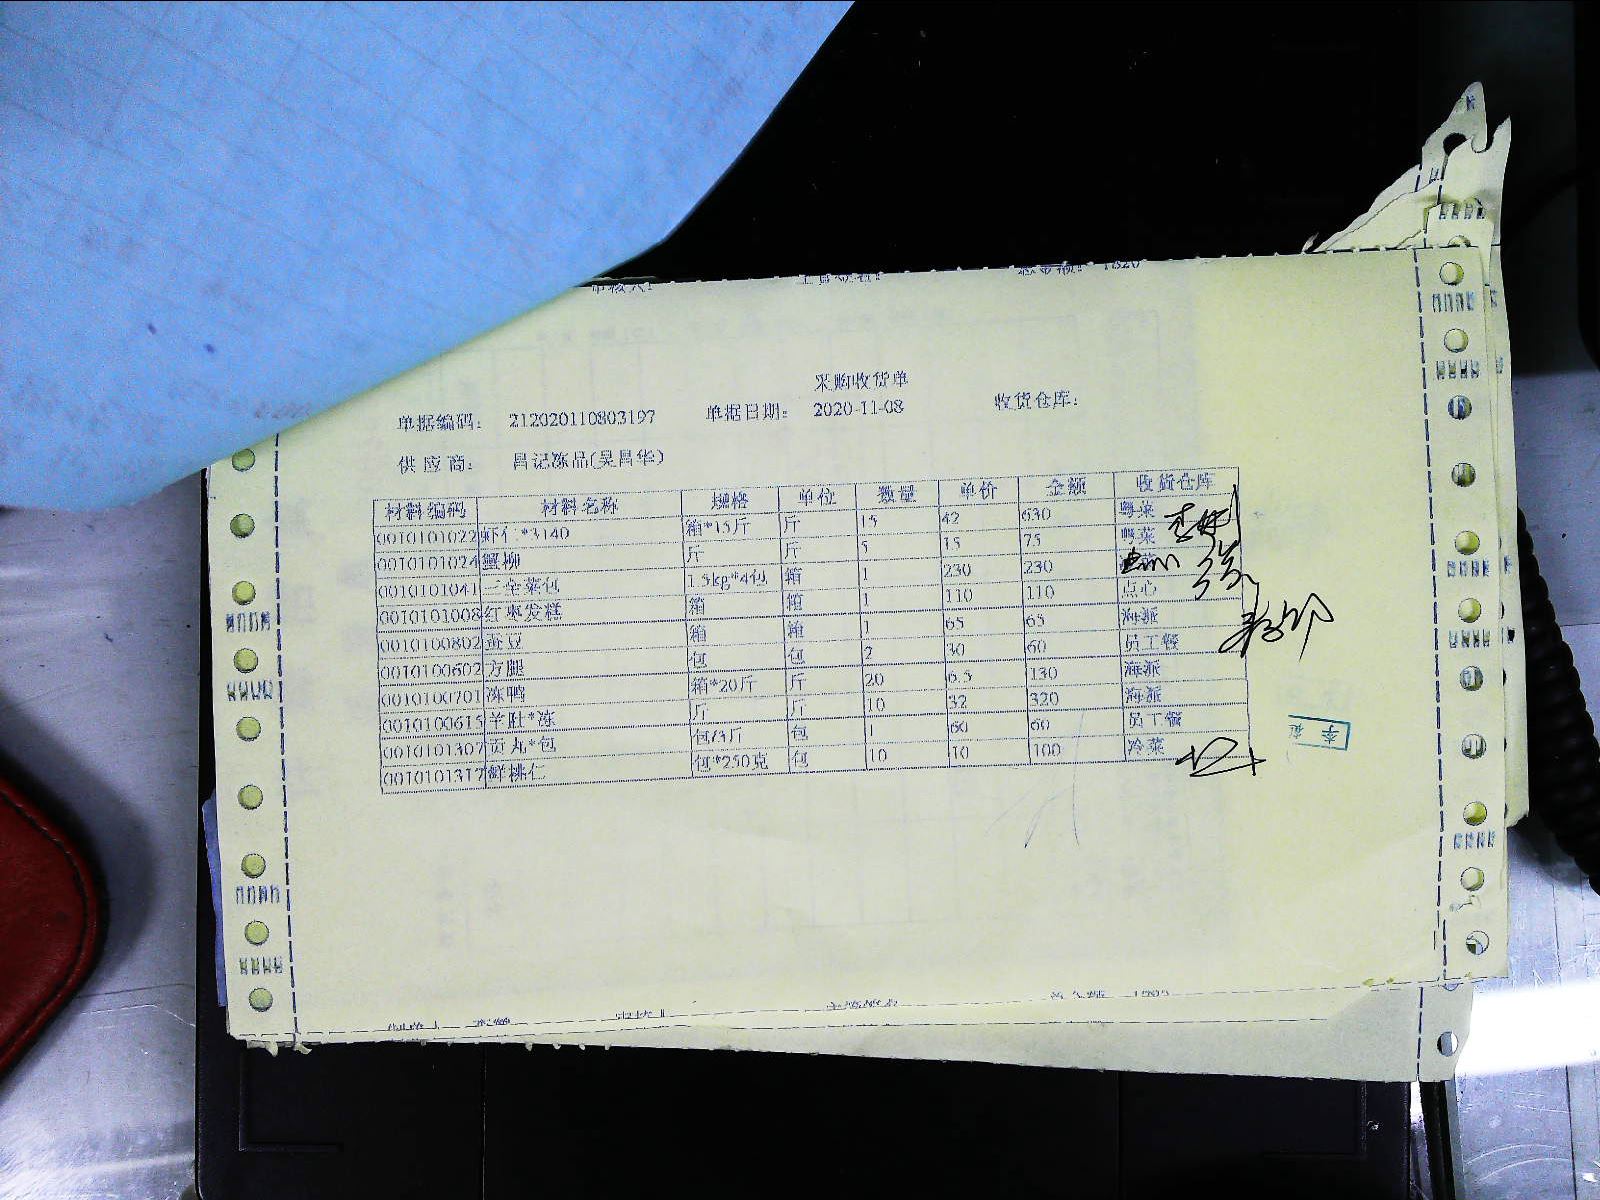 采购收货单
单据编码： 212020110803197 单据日期： 2020-11-08 收货仓库：
供应商： 昌记冻品(吴昌华)
材料编码 材料名称 规格 单位 数量 单价 金额 收货仓库
0010101022 虾仁*3140 箱*15斤 斤 15 42 630 粤菜
0010101024 蟹柳 斤 斤 5 15 75 粤菜
0010101041 三全菜包 1.5kg*4包 箱 1 230 230
0010101008 红枣发糕 箱 箱 1 110 110 点心
0010100802 蚕豆 箱 箱 1 65 65 海派
0010100602 方腿 包 包 2 30 60 员工餐
0010100701 冻鸭 箱*20斤 斤 20 6.5 130 海派
0010100615 羊肚*冻 斤 斤 10 32 320 海派
0010101307 贡丸*包 包/3斤 包 1 60 60 员工餐
0010101317 鲜桃仁 包*250克 包 10 10 100 冷菜